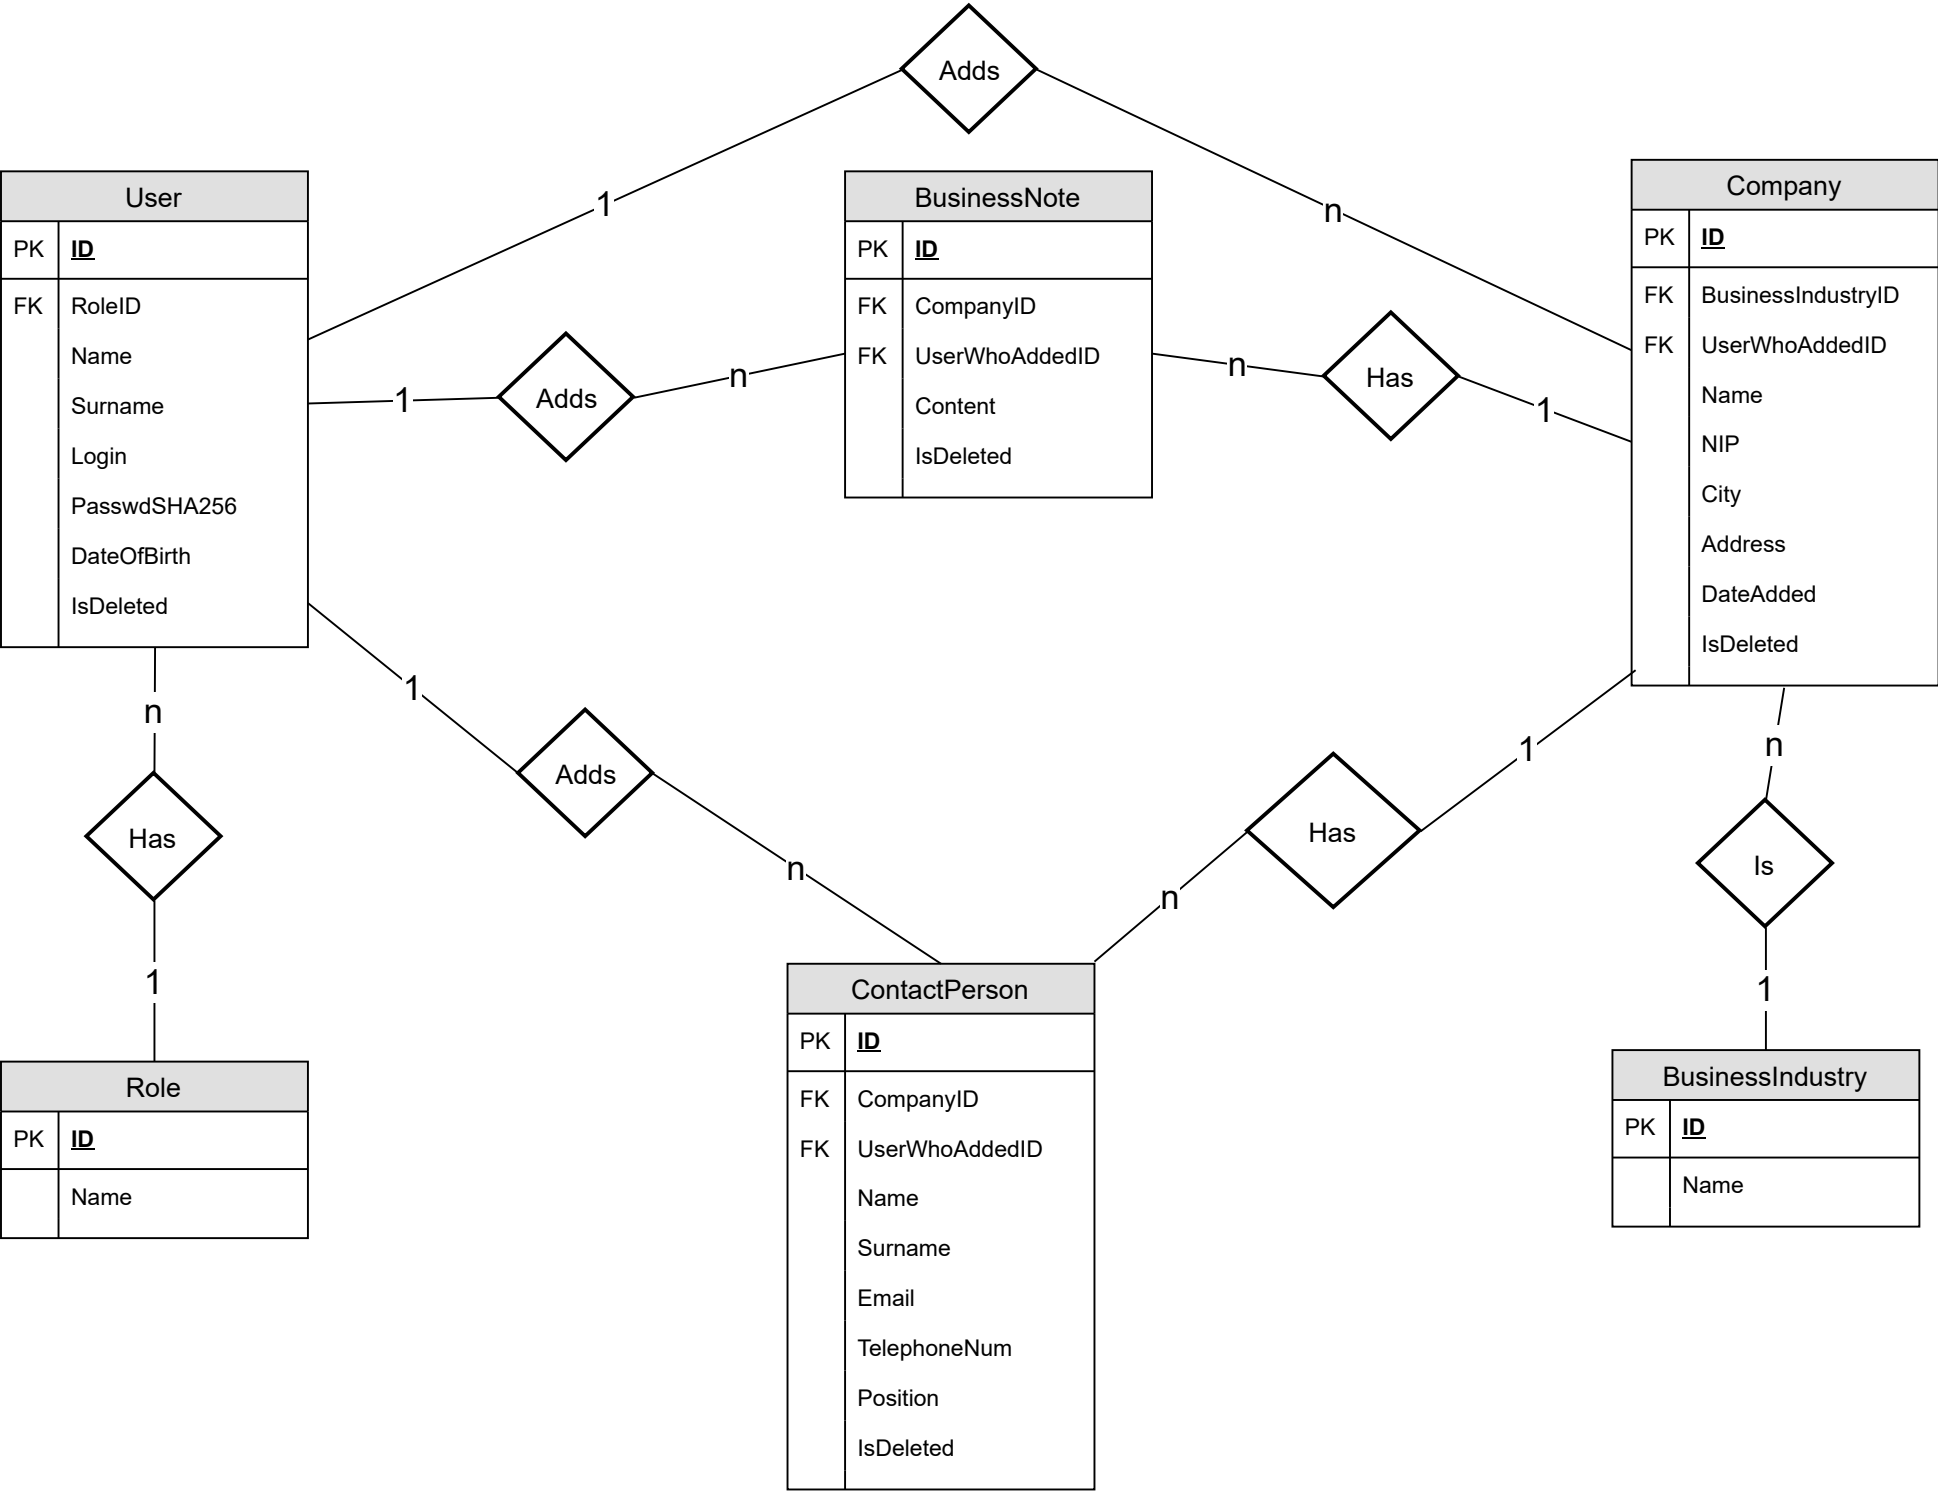 Adds
1
n
User
PK ID
FK RoleID
Name
Surname
Login
PasswdSHA256
DateOfBirth
IsDeleted
1
Adds
n
BusinessNote
PK ID
FK CompanyID
FK UserWhoAddedID
Content
IsDeleted
n
Has
1
Company
PK ID
FK BusinessIndustryID
FK UserWhoAddedID
Name
NIP
City
Address
DateAdded
IsDeleted
n
Has
1
1
Adds
n
n
Has
1
n
Is
1
Role
PK ID
Name
ContactPerson
PK ID
FK CompanyID
FK UserWhoAddedID
Name
Surname
Email
TelephoneNum
Position
IsDeleted
BusinessIndustry
PK ID
Name